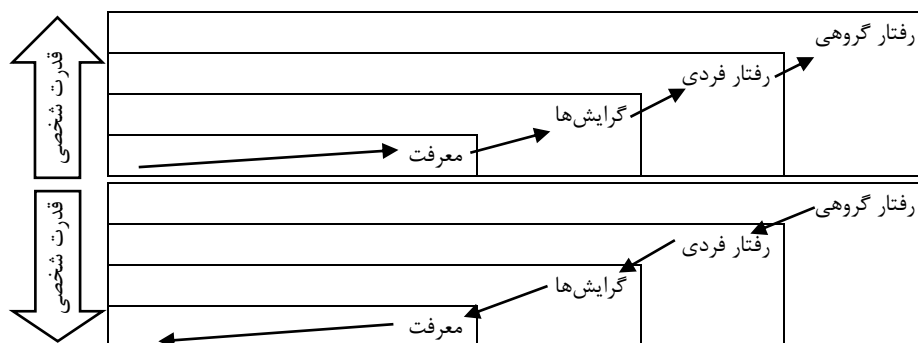 رفتار گروهی
رفتار فردی
گرایش‌ها
معرفت
قدرت شخصی
رفتار گروهی
رفتار فردی
گرایش‌ها
معرفت
قدرت شخصی